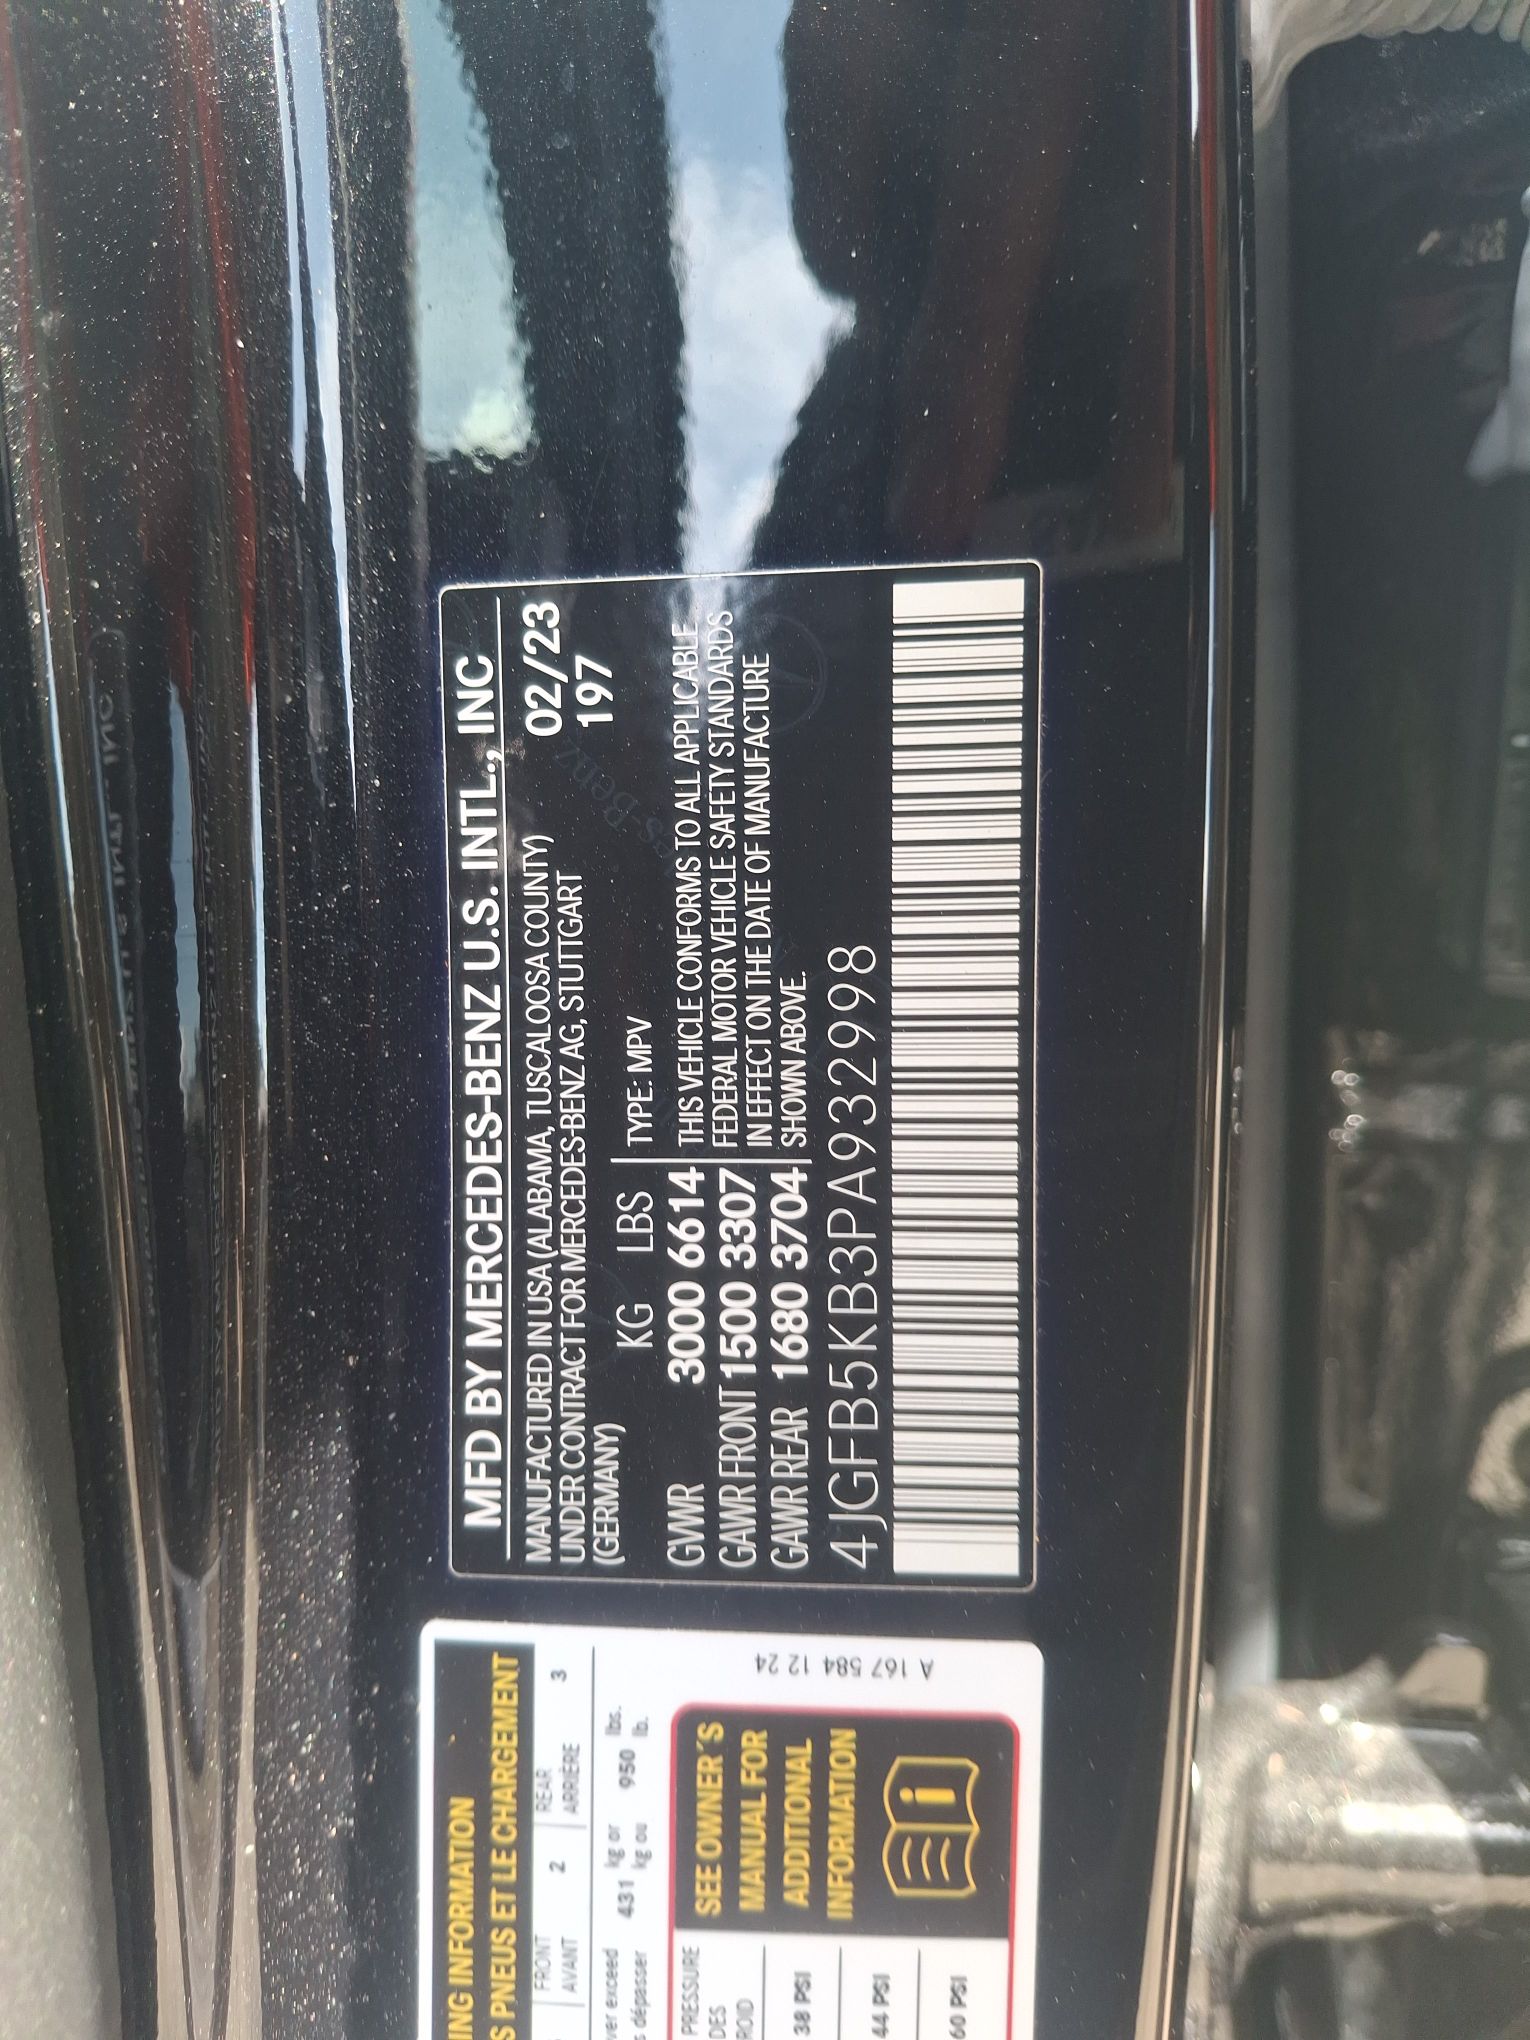 MFD BY MERCEDES-BENZ U.S. INTL., INC
MANUFACTURED IN USA (ALABAMA, TUSCALOOSA COUNTY) 02/23
UNDER CONTRACT FOR MERCEDES-BENZ AG, STUTTGART 197
(GERMANY)
KG LBS TYPE: MPV
GVWR 3000 6614 THIS VEHICLE CONFORMS TO ALL APPLICABLE
GAWR FRONT 1500 3307 FEDERAL MOTOR VEHICLE SAFETY STANDARDS
IN EFFECT ON THE DATE OF MANUFACTURE
GAWR REAR 1680 3704 SHOWN ABOVE.
4JGFB5KB3PA932998
ING INFORMATION
S PNEUS ET LE CHARGEMENT
FRONT 2 REAR 3
AVANT ARRIÈRE
ver exceed 431 kg or 950 lbs.
s dépasser kg ou lb.
PRESSURE
DES
ROID
38 PSI
44 PSI
60 PSI
SEE OWNER'S
MANUAL FOR
ADDITIONAL
INFORMATION
i
A 167 584 12 24